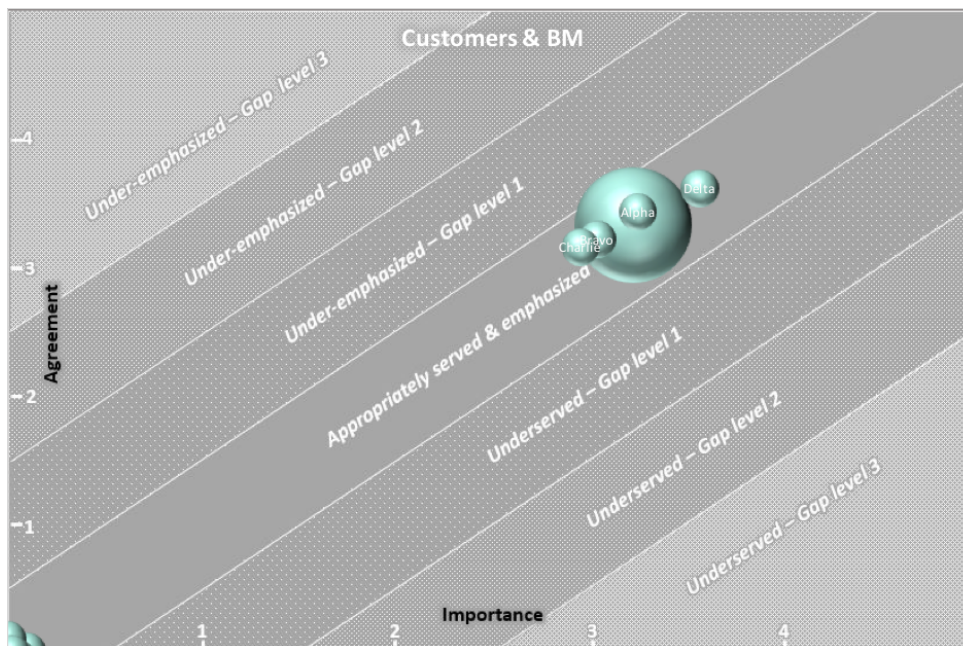 Customers & BM
Under-emphasized – Gap level 3
Under-emphasized – Gap level 2
Under-emphasized – Gap level 1
Appropriately served & emphasized
Underserved – Gap level 1
Underserved – Gap level 2
Underserved – Gap level 3
Delta
Alpha
Bravo
Charlie
Agreement
4
3
2
1
Importance
1
2
3
4